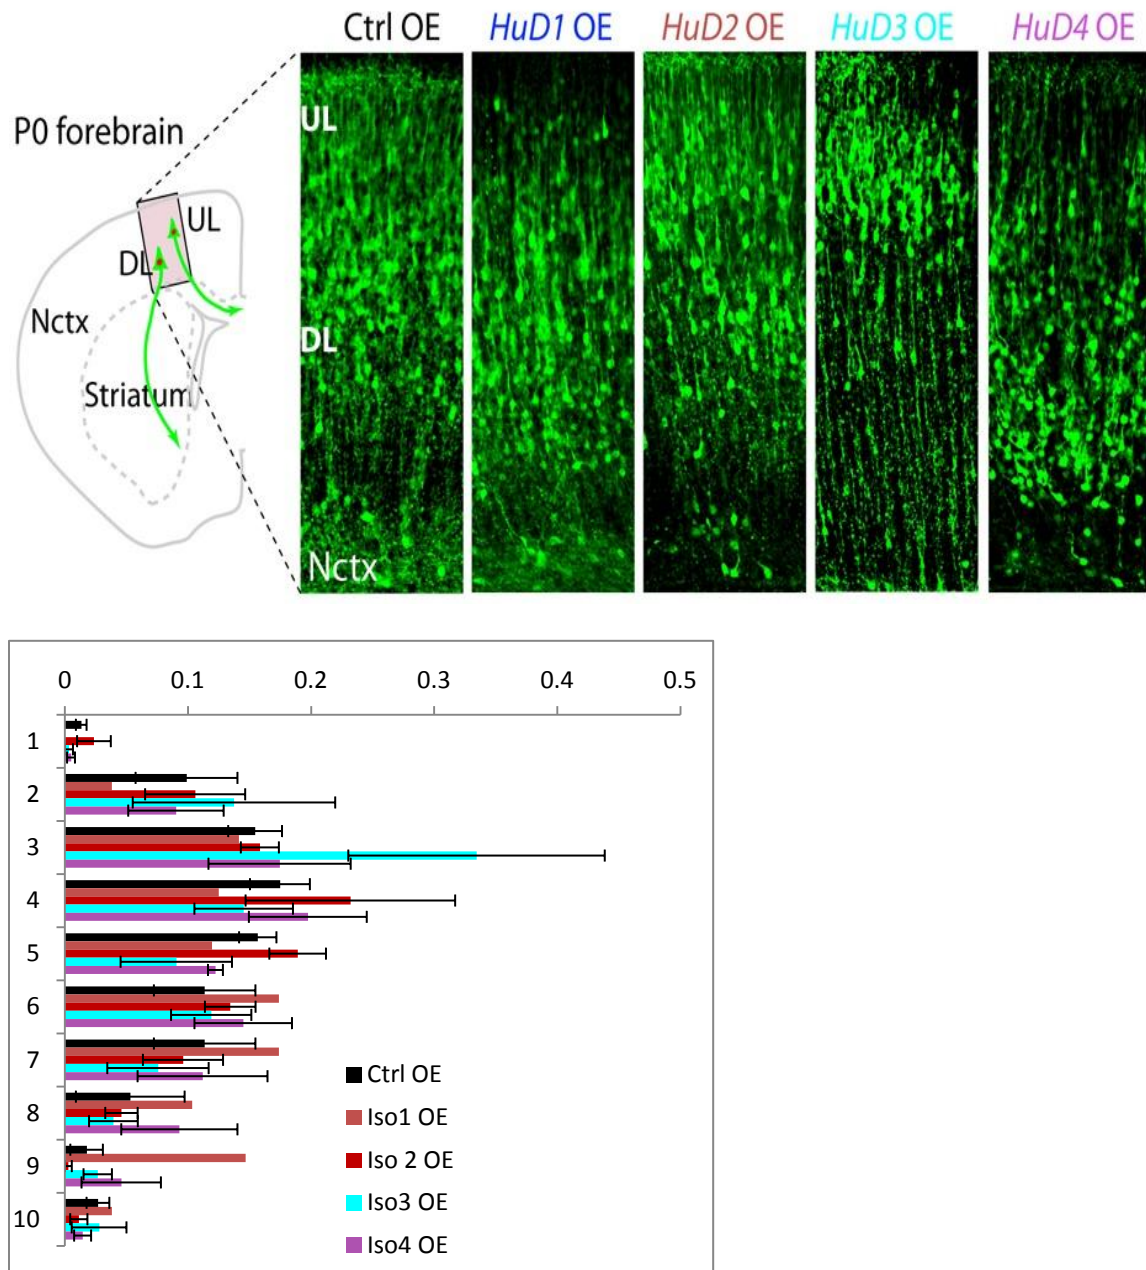 Ctrl OE HuD1 OE HuD2 OE HuD3 OE HuD4 OE
P0 forebrain
UL
DL
Nctx
Striatum
UL
DL
Nctx
0 0.1 0.2 0.3 0.4 0.5
1
2
3
4
5
6
7
8
9
10
Ctrl OE
Iso1 OE
Iso 2 OE
Iso3 OE
Iso4 OE